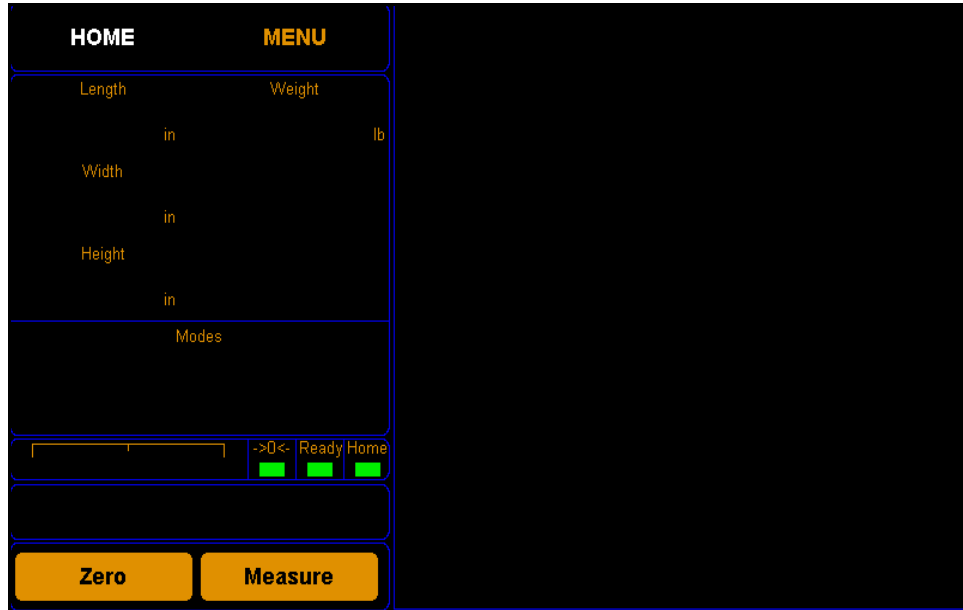 HOME MENU
Length Weight
in lb
Width
in
Height
in
Modes
->0<- Ready Home
Zero Measure